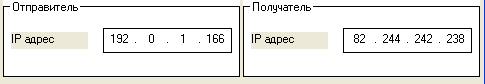 Отправитель
IP адрес 192 . 0 . 1 . 166
Получатель
IP адрес 82 . 244 . 242 . 238